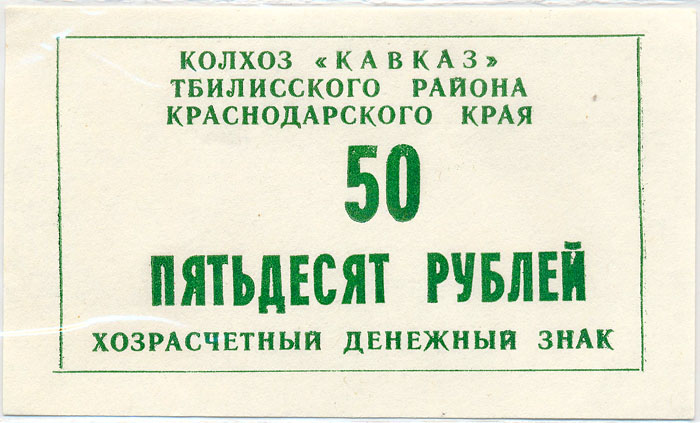 КОЛХОЗ «КАВКАЗ»
ТБИЛИССКОГО РАЙОНА
КРАСНОДАРСКОГО КРАЯ
50
ПЯТЬДЕСЯТ РУБЛЕЙ
ХОЗРАСЧЕТНЫЙ ДЕНЕЖНЫЙ ЗНАК